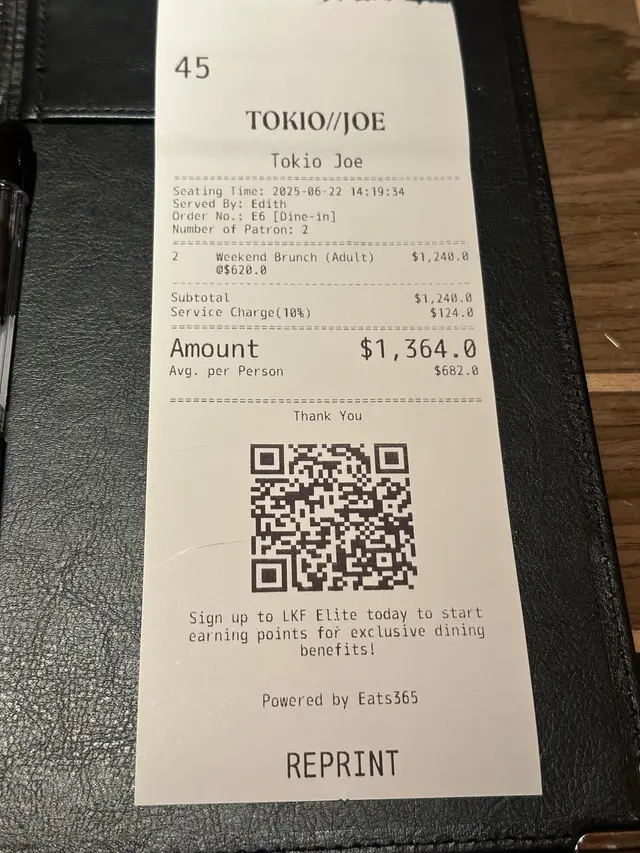 45
TOKIO//JOE
Tokio Joe
Seating Time: 2025-06-22 14:19:34
Served By: Edith
Order No.: E6 [Dine-in]
Number of Patron: 2
2 Weekend Brunch (Adult) $1,240.0
@$620.0
Subtotal $1,240.0
Service Charge(10%) $124.0
Amount $1,364.0
Avg. per Person $682.0
Thank You
Sign up to LKF Elite today to start
earning points for exclusive dining
benefits!
Powered by Eats365
REPRINT